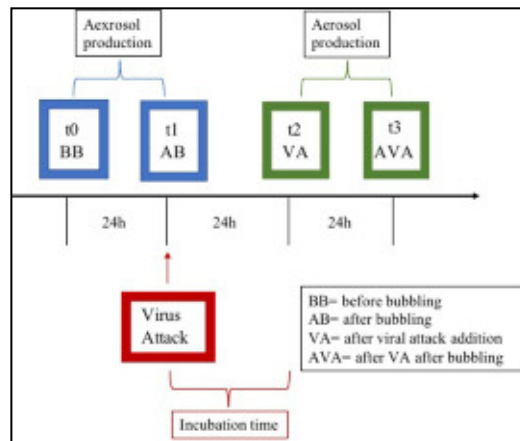 Aexrosol
production
Aerosol
production
t0
BB
t1
AB
t2
VA
t3
AVA
24h
24h
24h
Virus
Attack
BB= before bubbling
AB= after bubbling
VA= after viral attack addition
AVA= after VA after bubbling
Incubation time